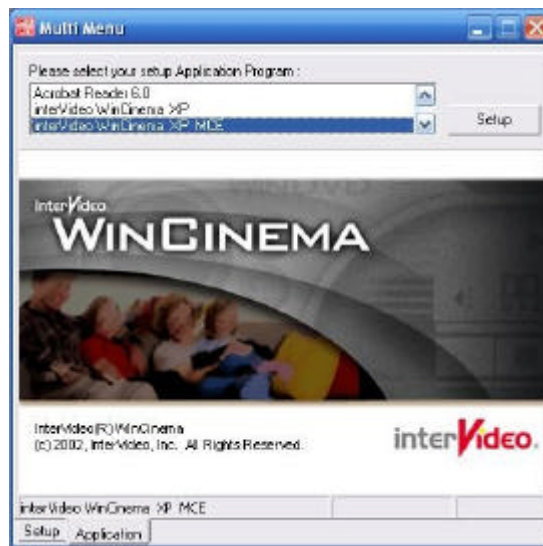 Multi Menu
Please select your setup Application Program :
Acrobat Reader 6.0
interVideo WinCinema XP
interVideo WinCinema XP MCE
Setup
InterVideo
WINCINEMA
InterVideo(R) WinCinema
(c) 2002, InterVideo, Inc. All Rights Reserved.
interVideo.
interVideo WinCinema XP MCE
Setup Application